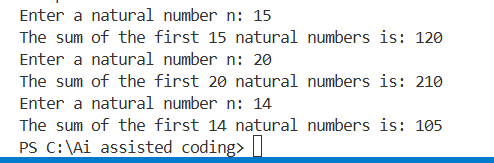 Enter a natural number n: 15
The sum of the first 15 natural numbers is: 120
Enter a natural number n: 20
The sum of the first 20 natural numbers is: 210
Enter a natural number n: 14
The sum of the first 14 natural numbers is: 105
PS C:\Ai assisted coding>